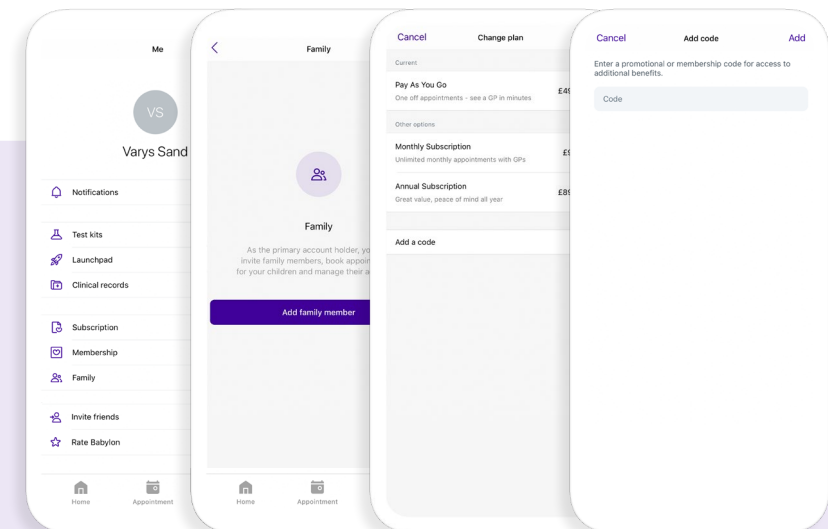 Me
VS
Varys Sand
Notifications
Test kits
Launchpad
Clinical records
Subscription
Membership
Family
Invite friends
Rate Babylon
Home
Appointment
Family
Family
As the primary account holder,
invite family members, book
for your children and manage their
Add family member
Home
Appointment
Cancel
Change plan
Current
Pay As You Go
One off appointments - see a GP in minutes
Other options
Monthly Subscription
Unlimited monthly appointments with GPs
Annual Subscription
Great value, peace of mind all year
Add a code
Cancel
Add code
Add
Enter a promotional or membership code for access to
additional benefits.
Code